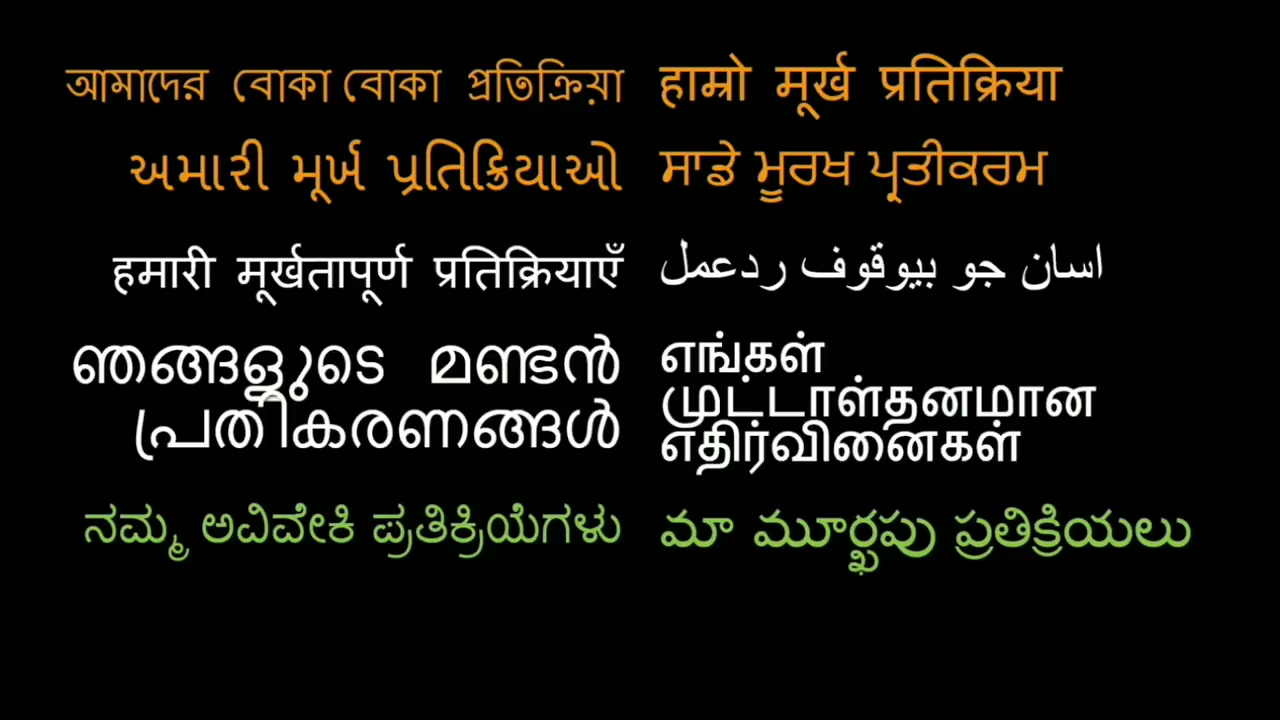 আমাদের বোকা বোকা প্রতিক্রিয়া
हाम्रो मूर्ख प्रतिक्रिया
અમારી મૂર્ખ પ્રતિક્રિયાઓ
ਸਾਡੇ ਮੂਰਖ ਪ੍ਰਤੀਕਰਮ
हमारी मूर्खतापूर्ण प्रतिक्रियाएँ
اسان جو بيوقوف ردعمل
ഞങ്ങളുടെ മണ്ടൻ
പ്രതികരണങ്ങൾ
எங்கள்
முட்டாள்தனமான
எதிர்வினைகள்
ನಮ್ಮ ಅವಿವೇಕಿ ಪ್ರತಿಕ್ರಿಯೆಗಳು
మా మూర్ఖపు ప్రతిక్రియలు